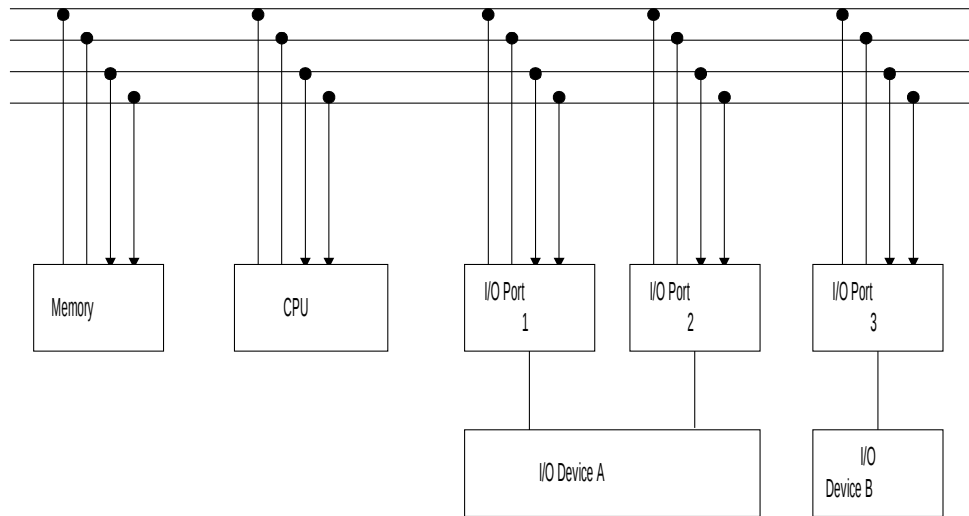 Memory
CPU
I/O Port
1
I/O Port
2
I/O Port
3
I/O Device A
I/O
Device B